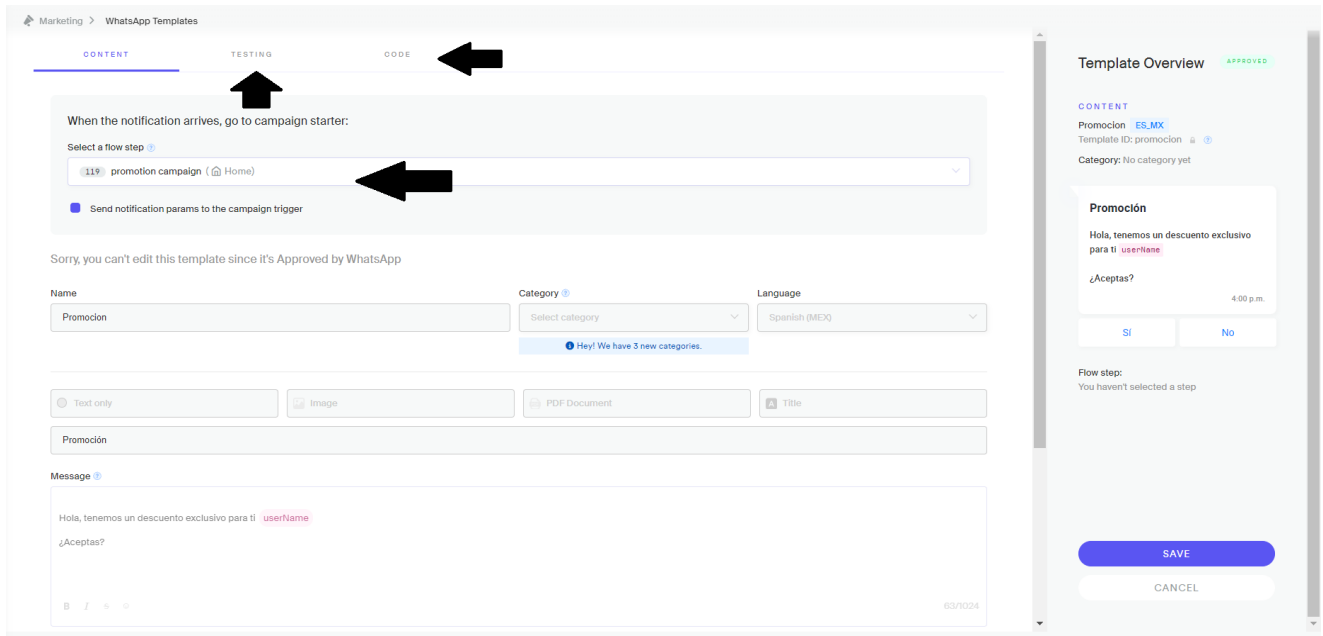 Marketing > WhatsApp Templates
CONTENT TESTING CODE
When the notification arrives, go to campaign starter:
Select a flow step
119 promotion campaign ( Home)
Send notification params to the campaign trigger
Sorry, you can't edit this template since it's Approved by WhatsApp
Name Category Language
Promocion Select category Spanish (MEX)
Hey! We have 3 new categories.
Text only Image PDF Document Title
Promoción
Message
Hola, tenemos un descuento exclusivo para ti userName
¿Aceptas?
B I S
63/1024
Template Overview APPROVED
CONTENT
Promocion ES_MX
Template ID: promocion
Category: No category yet
Promoción
Hola, tenemos un descuento exclusivo
para ti userName
¿Aceptas?
4:00 p.m.
Sí No
Flow step:
You haven't selected a step
SAVE
CANCEL